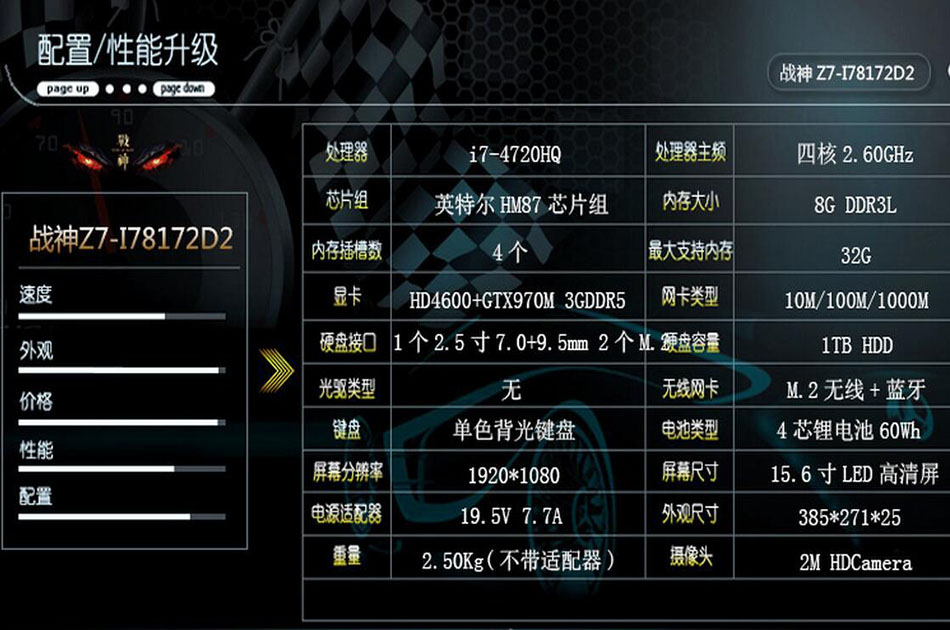 配置/性能升级
page up
page down
战神 Z7-I78172D2
70
90
戰神
战神Z7-I78172D2
速度
外观
价格
性能
配置
处理器 i7-4720HQ 处理器主频 四核 2.60GHz
芯片组 英特尔 HM87 芯片组 内存大小 8G DDR3L
内存插槽数 4 个 最大支持内存 32G
显卡 HD4600+GTX970M 3GDDR5 网卡类型 10M/100M/1000M
硬盘接口 1 个 2.5 寸 7.0+9.5mm 2 个 M.2 硬盘容量 1TB HDD
光驱类型 无 无线网卡 M.2 无线 + 蓝牙
键盘 单色背光键盘 电池类型 4 芯锂电池 60Wh
屏幕分辨率 1920*1080 屏幕尺寸 15.6 寸 LED 高清屏
电源适配器 19.5V 7.7A 外观尺寸 385*271*25
重量 2.50Kg( 不带适配器 ) 摄像头 2M HDCamera